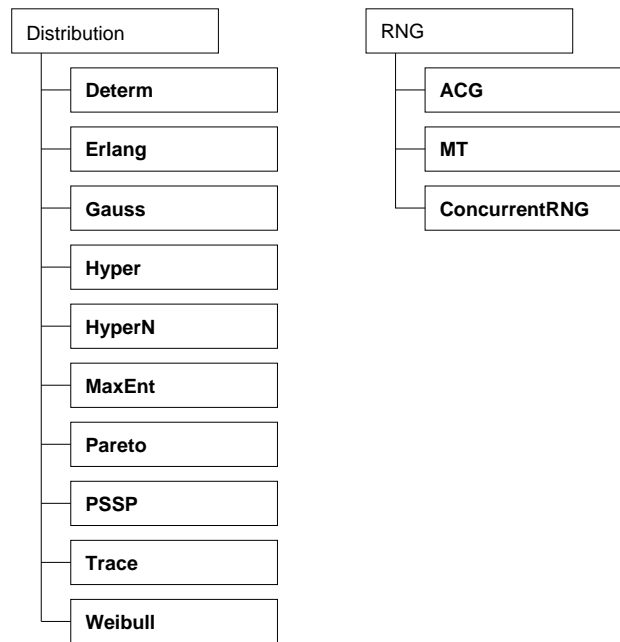 Distribution
Determ
Erlang
Gauss
Hyper
HyperN
MaxEnt
Pareto
PSSP
Trace
Weibull
RNG
ACG
MT
ConcurrentRNG